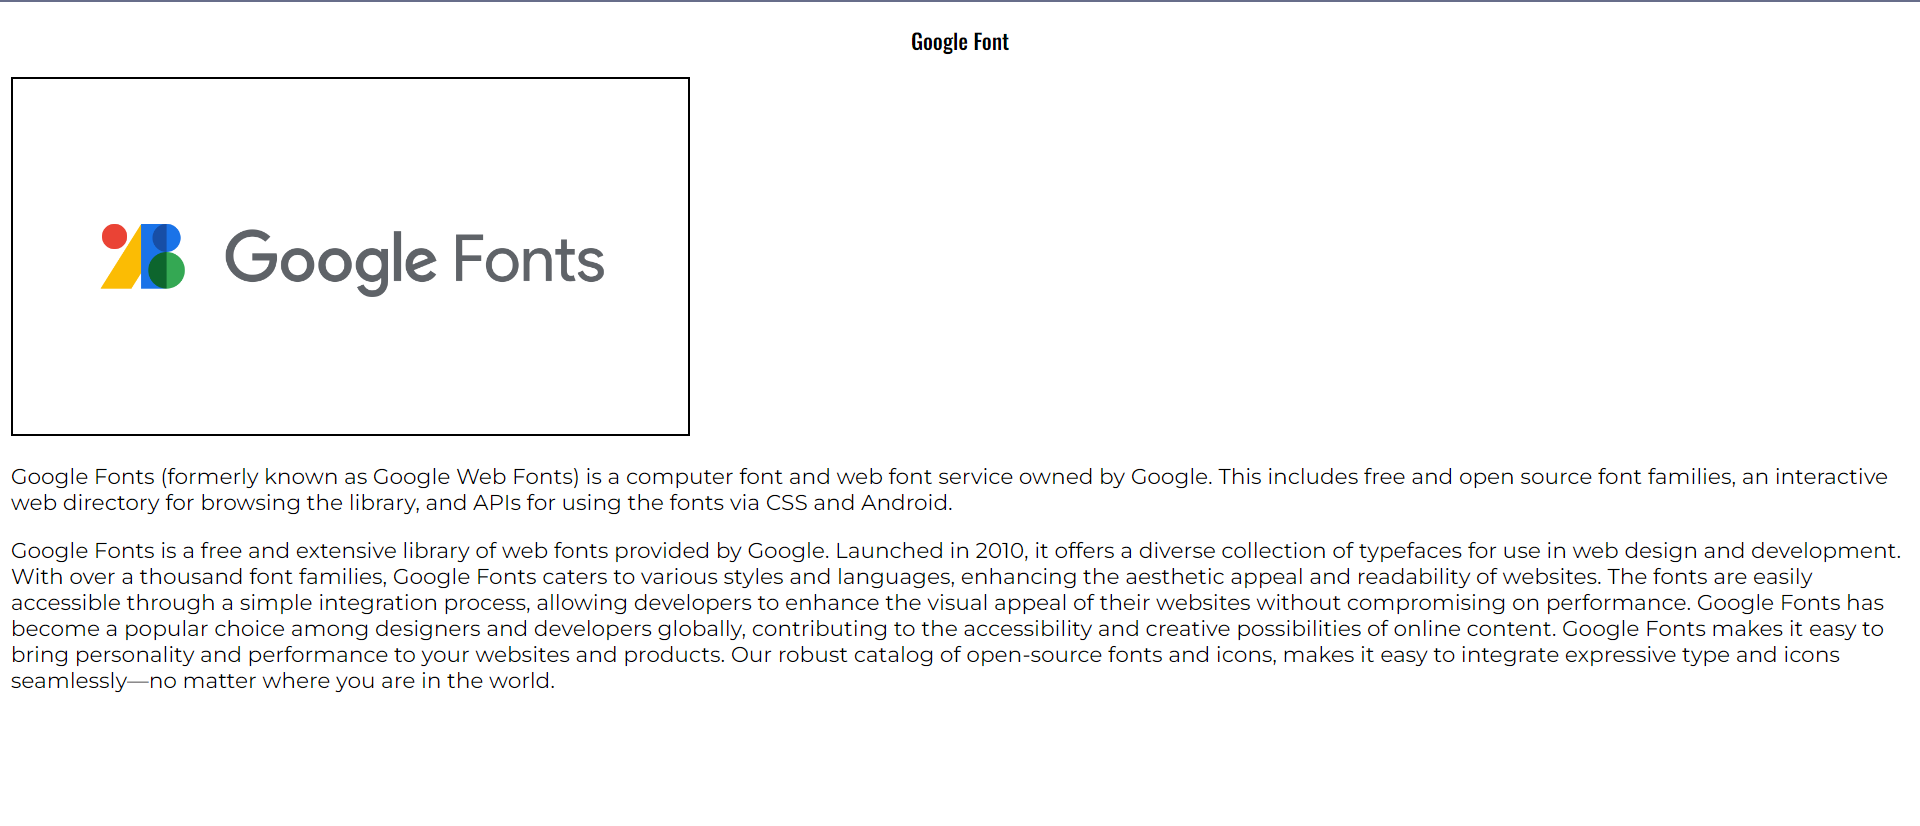 Google Font
Google Fonts
Google Fonts (formerly known as Google Web Fonts) is a computer font and web font service owned by Google. This includes free and open source font families, an interactive
web directory for browsing the library, and APIs for using the fonts via CSS and Android.
Google Fonts is a free and extensive library of web fonts provided by Google. Launched in 2010, it offers a diverse collection of typefaces for use in web design and development.
With over a thousand font families, Google Fonts caters to various styles and languages, enhancing the aesthetic appeal and readability of websites. The fonts are easily
accessible through a simple integration process, allowing developers to enhance the visual appeal of their websites without compromising on performance. Google Fonts has
become a popular choice among designers and developers globally, contributing to the accessibility and creative possibilities of online content. Google Fonts makes it easy to
bring personality and performance to your websites and products. Our robust catalog of open-source fonts and icons, makes it easy to integrate expressive type and icons
seamlessly—no matter where you are in the world.